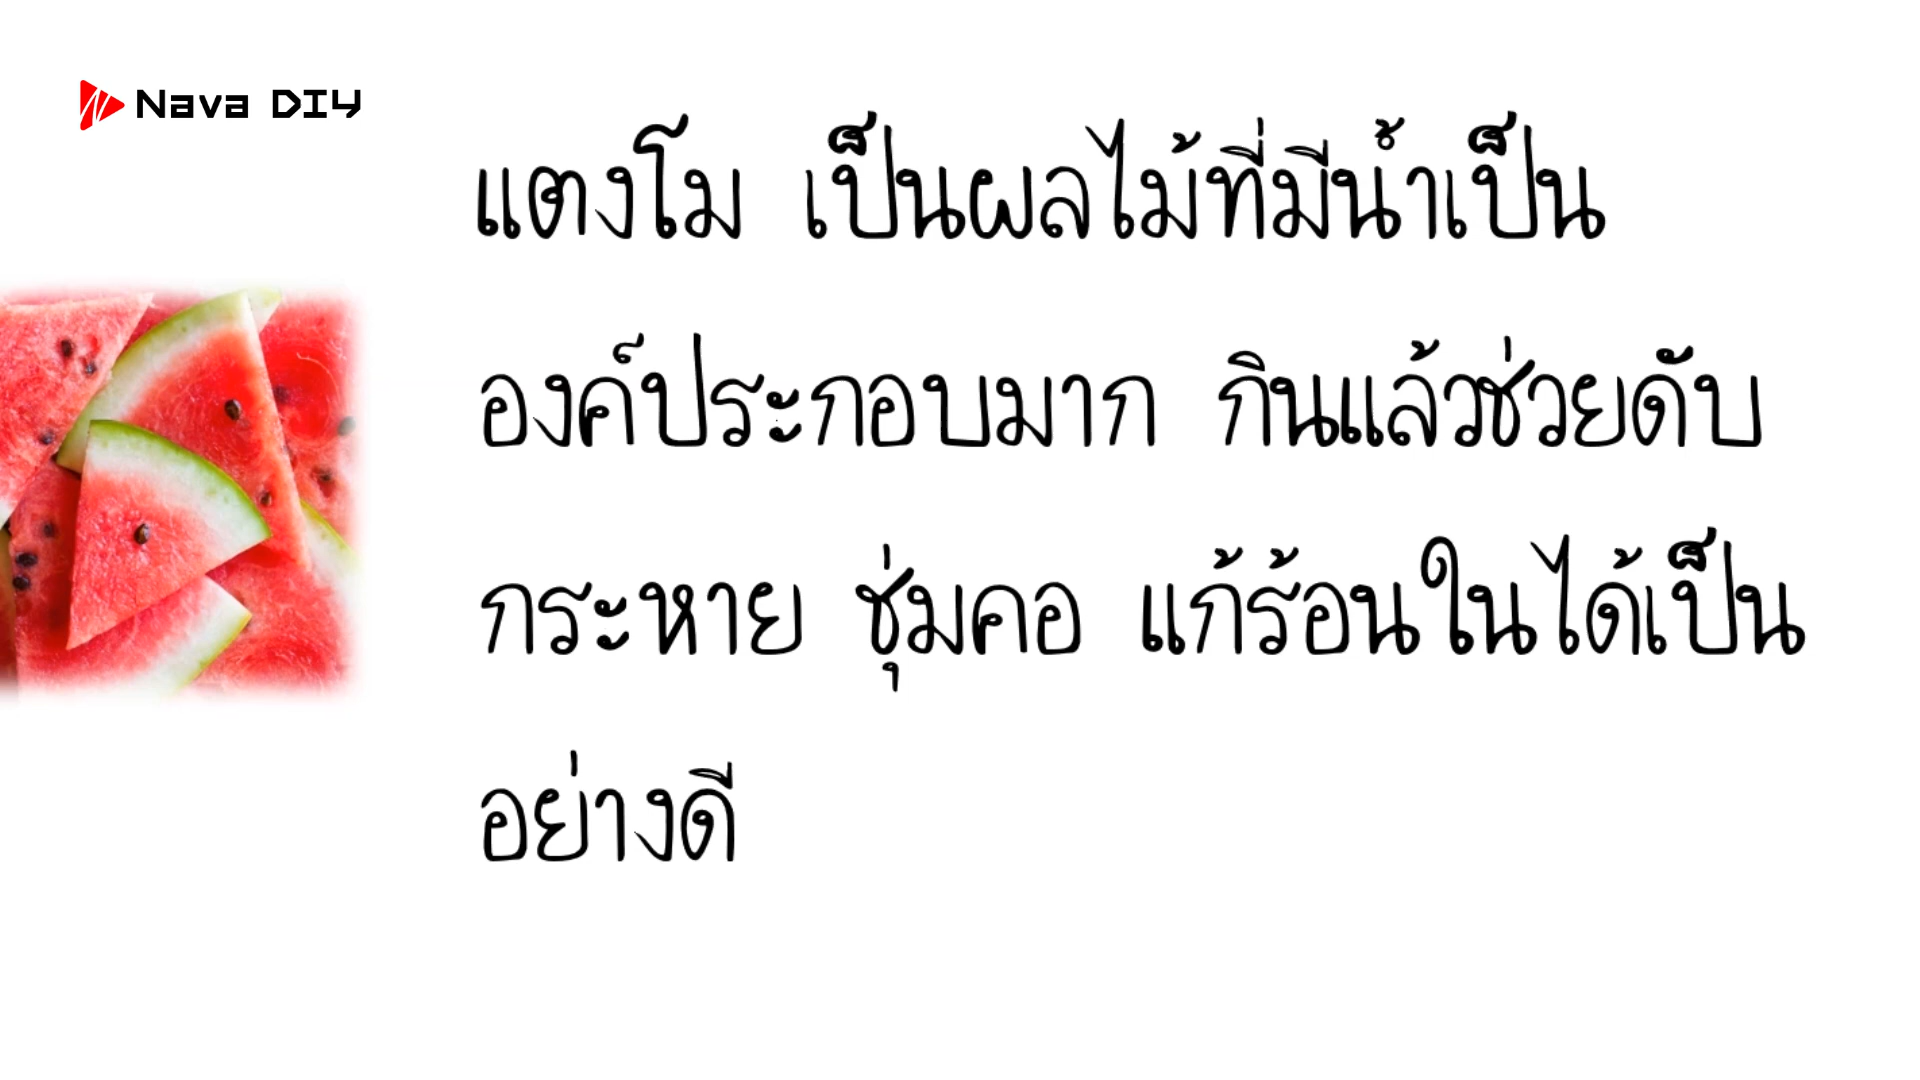 Nava DIY
แตงโม เป็นผลไม้ที่มีน้ำเป็น
องค์ประกอบมาก กินแล้วช่วยดับ
กระหาย ชุ่มคอ แก้ร้อนในได้เป็น
อย่างดี